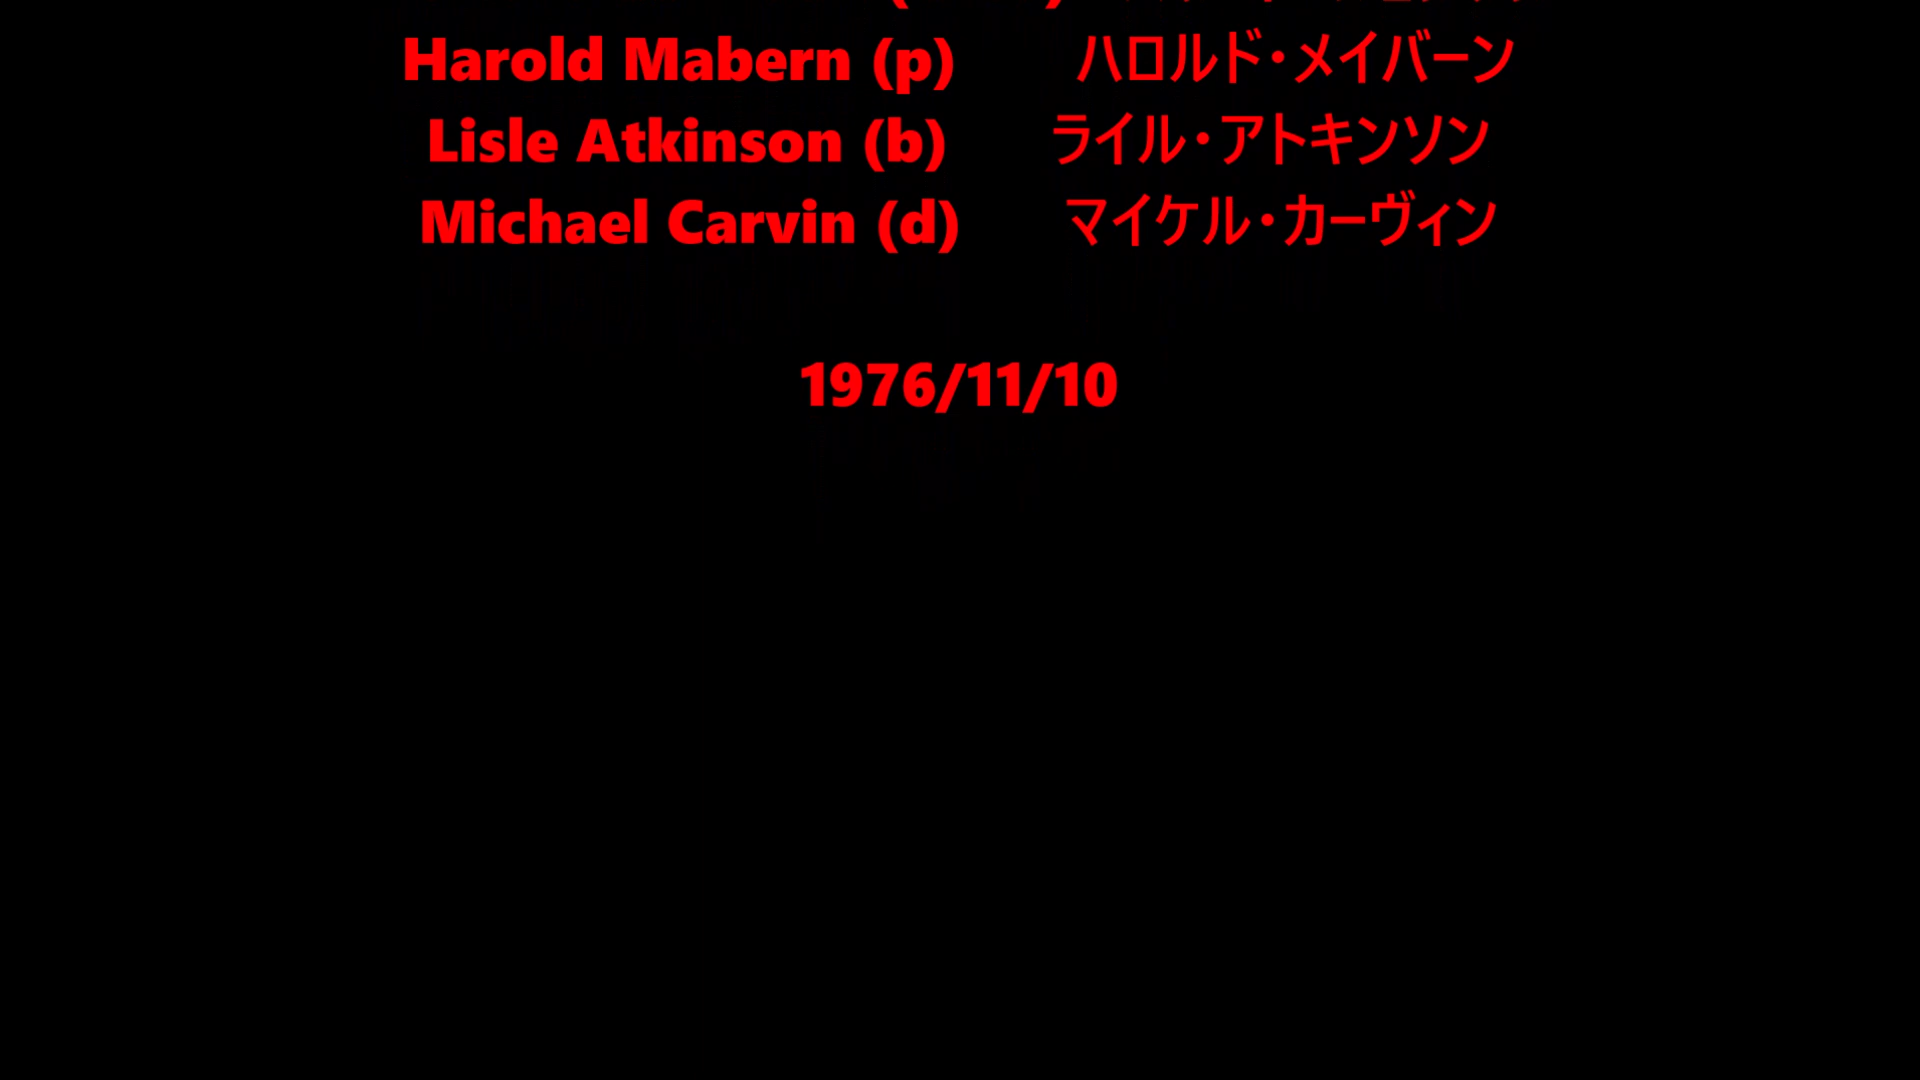 Harold Mabern (p) ハロルド・メイバーン
Lisle Atkinson (b) ライル・アトキンソン
Michael Carvin (d) マイケル・カーヴィン
1976/11/10